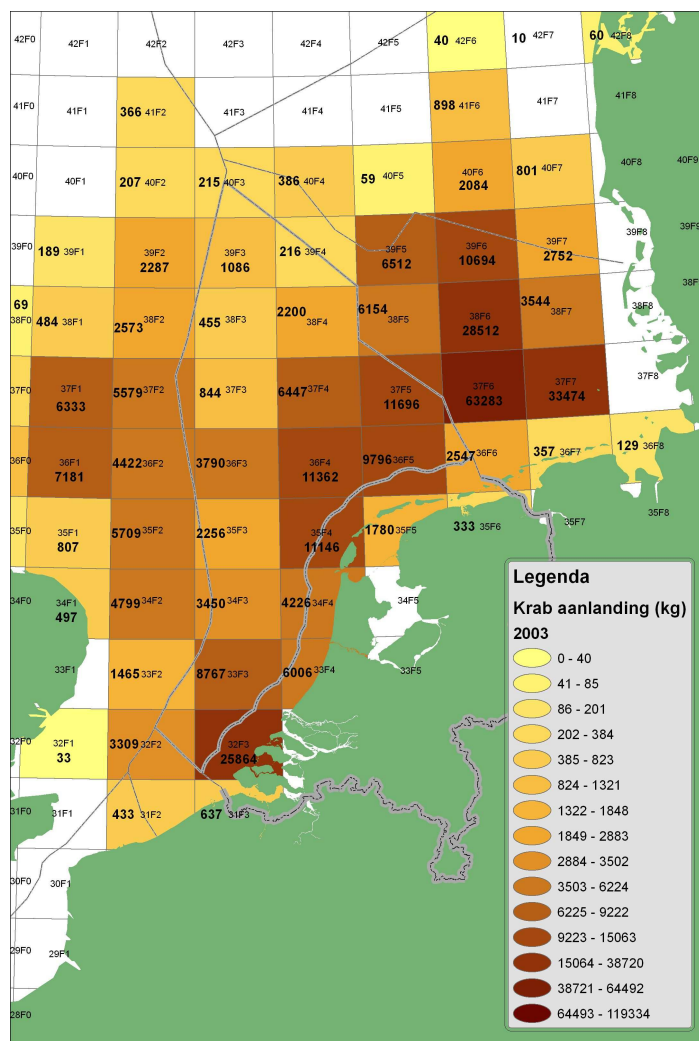 42F0 42F1 42F2 42F3 42F4 42F5 40 42F6 10 42F7 60 42F8
41F0 41F1 366 41F2 41F3 41F4 41F5 898 41F6 41F7 41F8
40F0 40F1 207 40F2 215 40F3 386 40F4 59 40F5 40F6 801 40F7 40F8 40F9
2084
39F0 189 39F1 39F2 39F3 216 39F4 39F5 39F6 39F7 39F8 39F9
2287 1086 6512 10694 2752
69
38F0 484 38F1 2573 38F2 455 38F3 2200 38F4 6154 38F5 38F6 3544 38F7 38F8 38F
28512
37F0 37F1 5579 37F2 844 37F3 6447 37F4 37F5 37F6 37F7 37F8
6333 11696 63283 33474
36F0 36F1 4422 36F2 3790 36F3 36F4 9796 36F5 2547 36F6 357 36F7 129 36F8
7181 11362
35F0 35F1 5709 35F2 2256 35F3 35F4 1780 35F5 333 35F6 35F7 35F8
807 11146
34F0 34F1 4799 34F2 3450 34F3 4226 34F4 34F5
497
33F1 1465 33F2 8767 33F3 6006 33F4 33F5
32F0 32F1 3309 32F2 32F3
33 25864
31F0 31F1 433 31F2 637 31F3
30F0 30F1
29F0 29F1
28F0
Legenda
Krab aanlanding (kg)
2003
0 - 40
41 - 85
86 - 201
202 - 384
385 - 823
824 - 1321
1322 - 1848
1849 - 2883
2884 - 3502
3503 - 6224
6225 - 9222
9223 - 15063
15064 - 38720
38721 - 64492
64493 - 119334